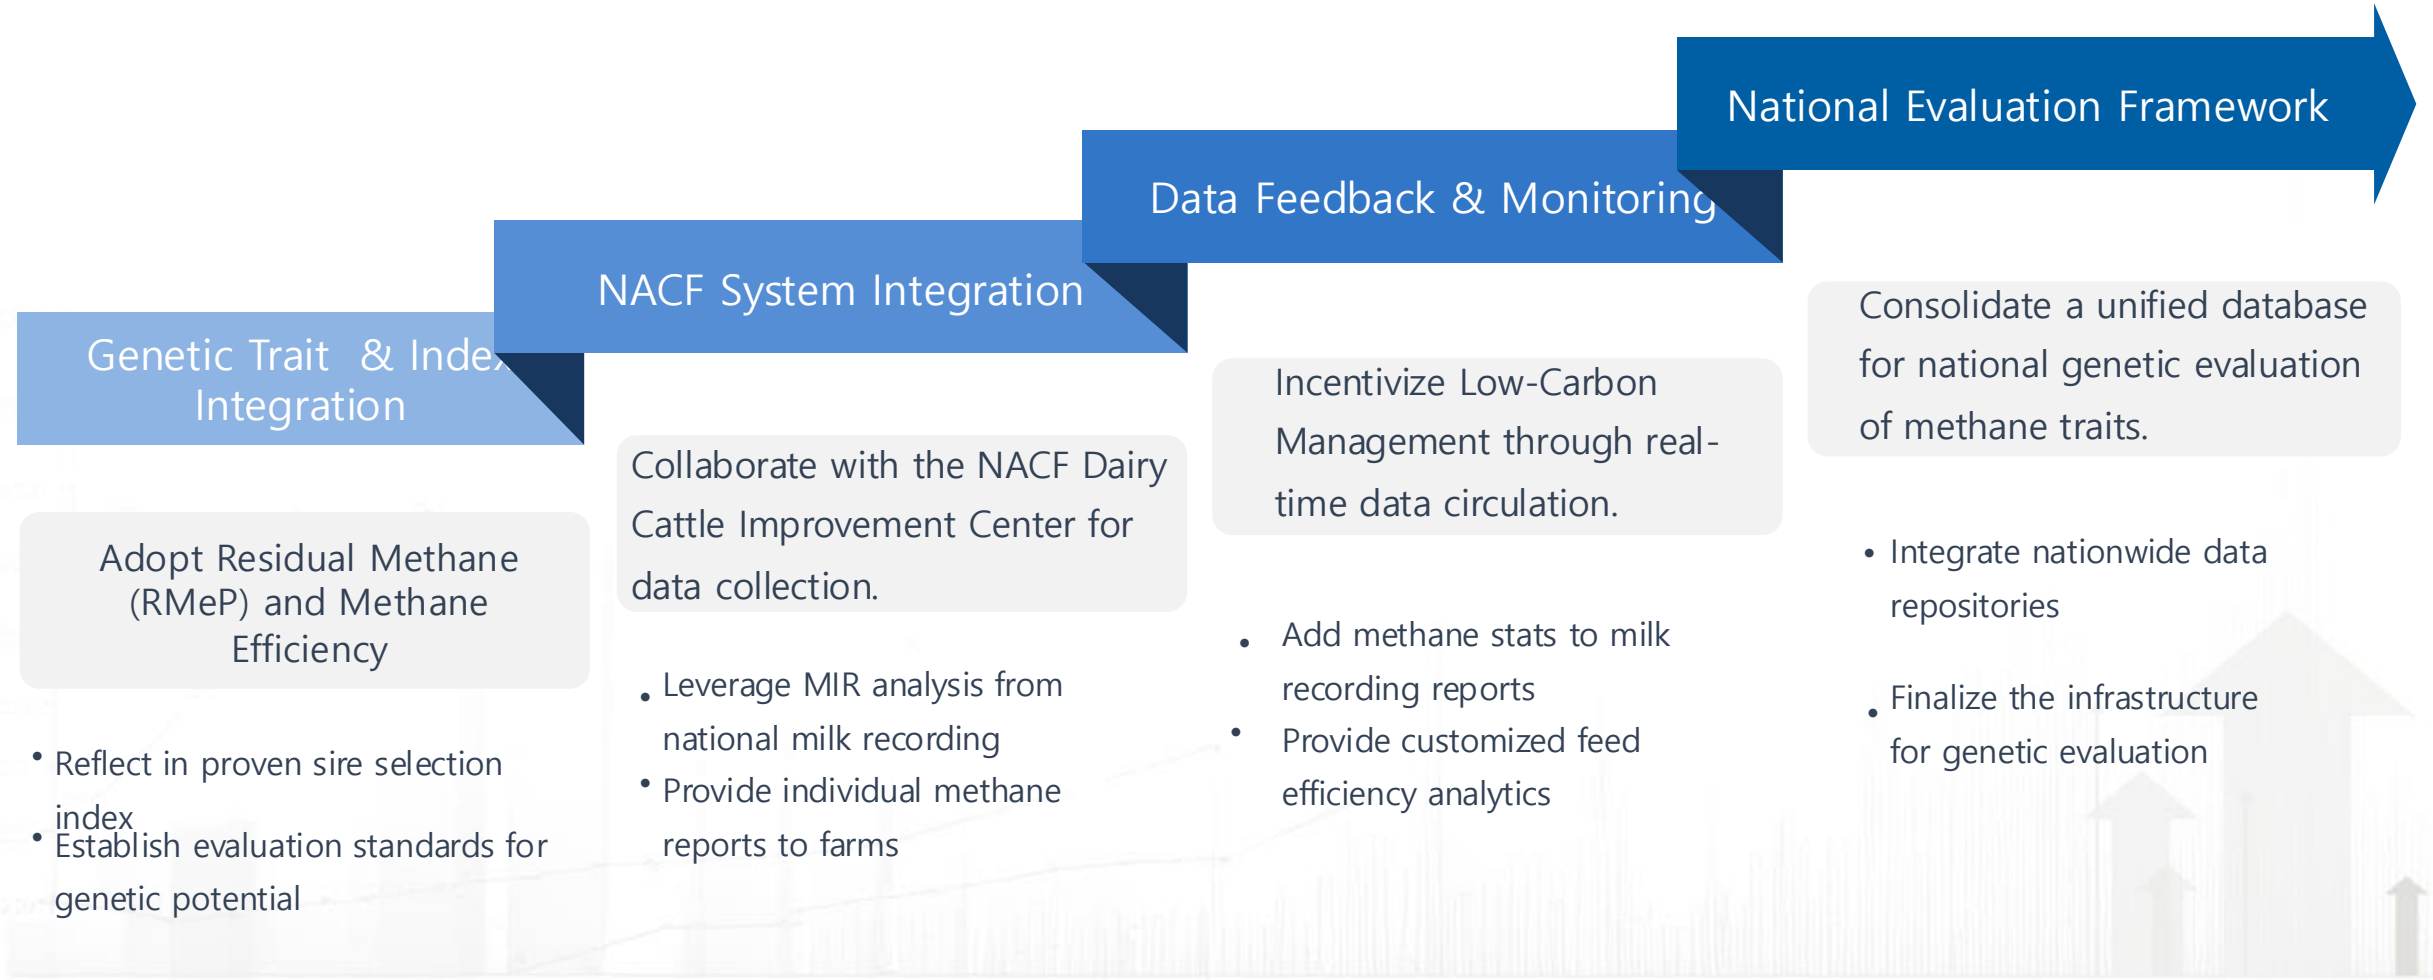 National Evaluation Framework
Data Feedback & Monitoring
NACF System Integration
Genetic Trait & Index
Integration
Adopt Residual Methane
(RMeP) and Methane
Efficiency
• Reflect in proven sire selection
index
• Establish evaluation standards for
genetic potential
Collaborate with the NACF Dairy
Cattle Improvement Center for
data collection.
• Leverage MIR analysis from
national milk recording
• Provide individual methane
reports to farms
Incentivize Low-Carbon
Management through real-
time data circulation.
• Add methane stats to milk
recording reports
• Provide customized feed
efficiency analytics
Consolidate a unified database
for national genetic evaluation
of methane traits.
• Integrate nationwide data
repositories
• Finalize the infrastructure
for genetic evaluation